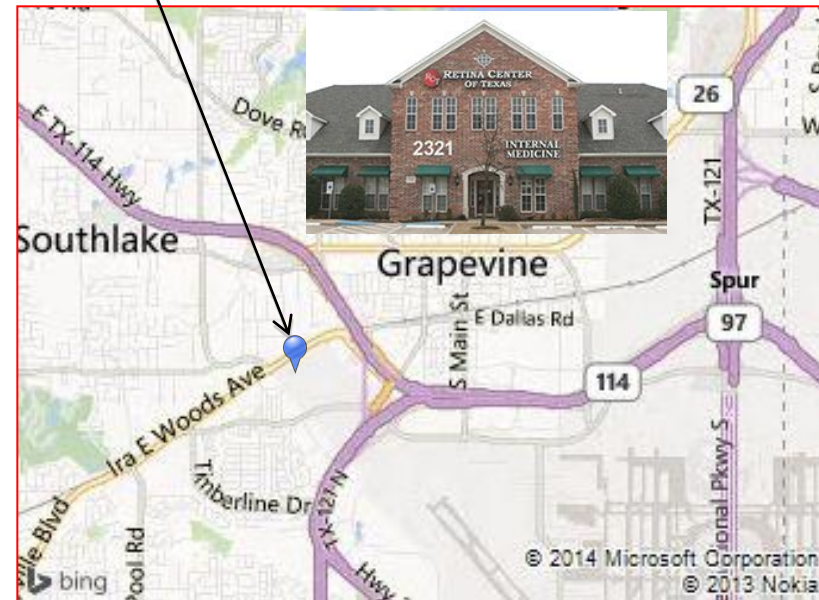 RETINA CENTER
OF TEXAS
2321
INTERNAL
MEDICINE
26
Dove
E TX-114 Hwy
TX-121
Southlake
Grapevine
Spur
97
S Main St
E Dallas Rd
114
Ira E Woods Ave
Timberline Dr
TX-121 N
Pkwy S
Blvd
Pool Rd
Hwy
© 2014 Microsoft Corporation
© 2013 Nokia
bing